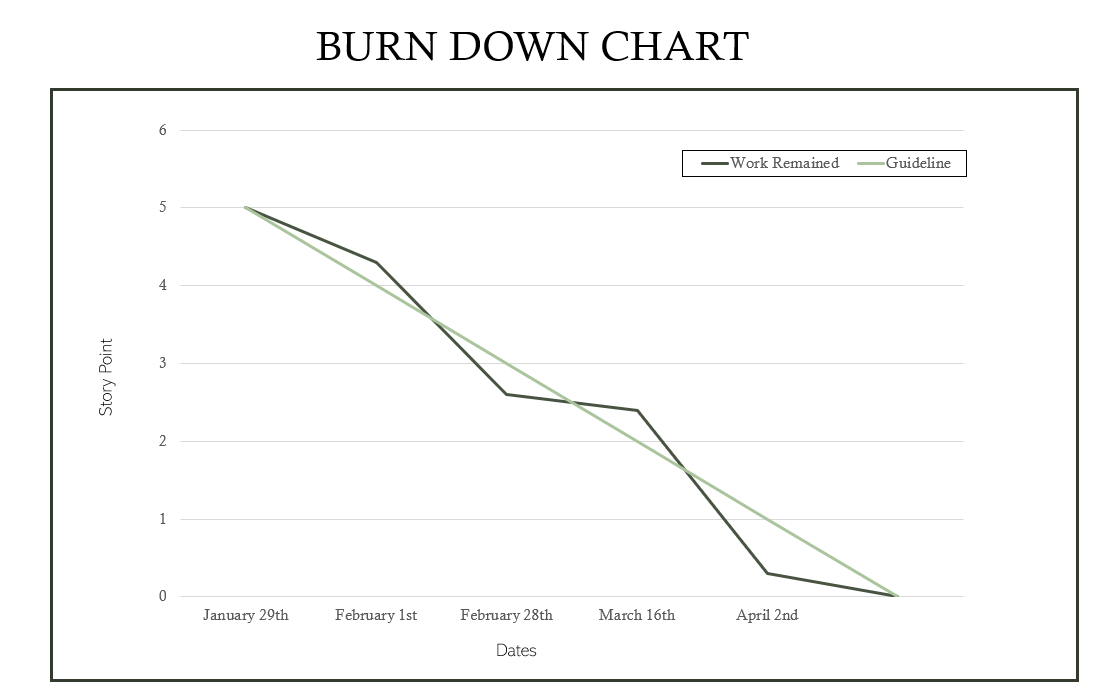 BURN DOWN CHART
6
Work Remained Guideline
5
4
3
2
1
0
Story Point
January 29th February 1st February 28th March 16th April 2nd
Dates